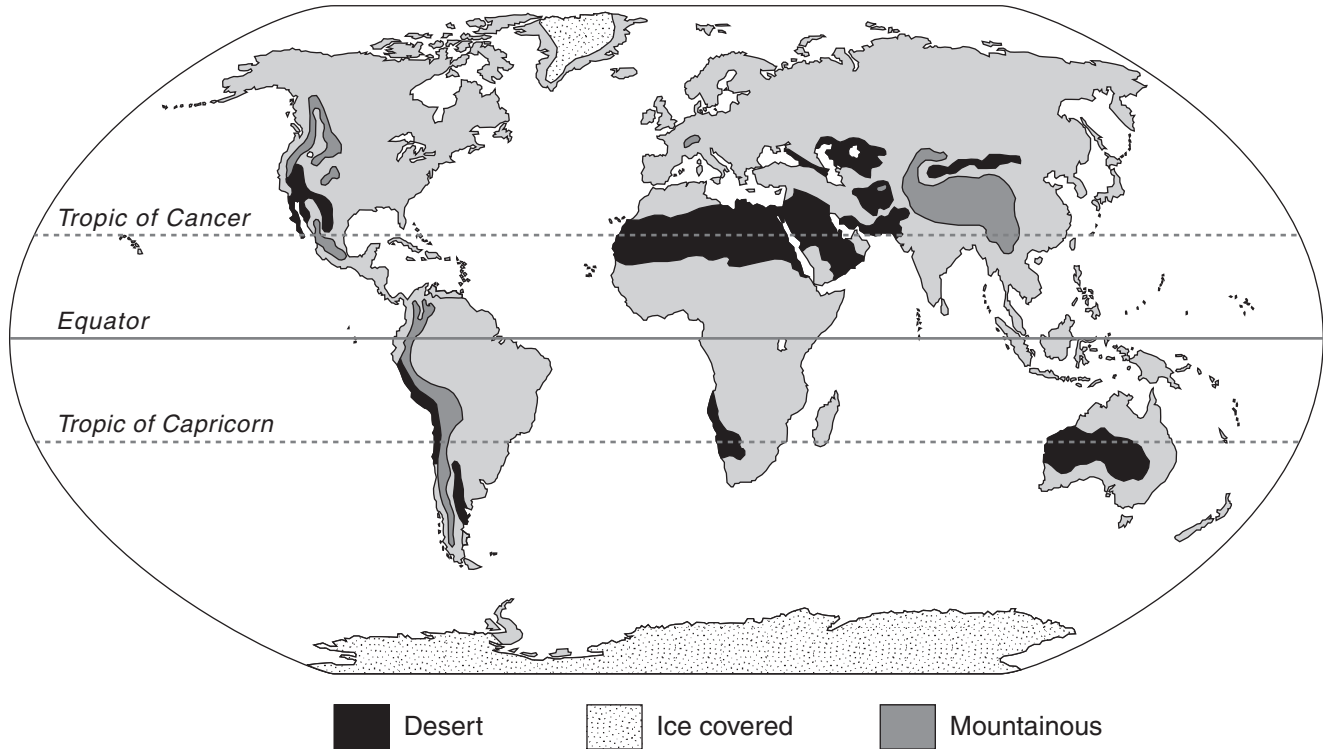 Tropic of Cancer
Equator
Tropic of Capricorn
Desert
Ice covered
Mountainous